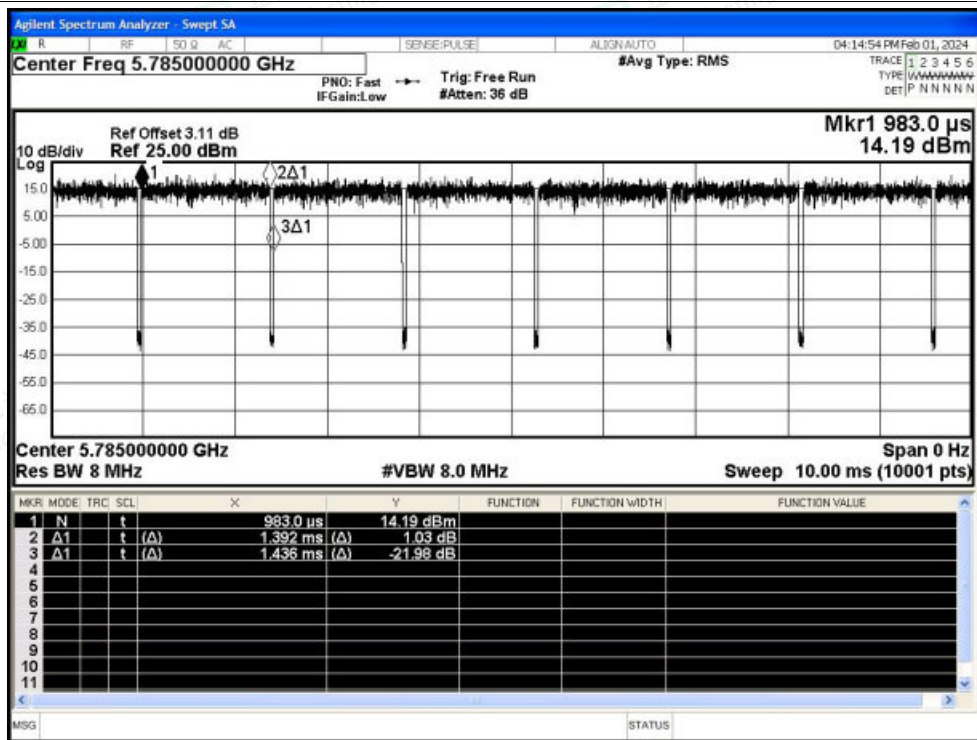 Agilent Spectrum Analyzer - Swept SA
LXI R RF 50 Ω AC SENSE:PULSE ALIGN AUTO 04:14:54 PM Feb 01, 2024
Center Freq 5.785000000 GHz #Avg Type: RMS TRACE 1 2 3 4 5 6
PNO: Fast Trig: Free Run TYPE WWWWWW
IFGain:Low #Atten: 36 dB DET P N N N N N
Mkr1 983.0 µs
14.19 dBm
Ref Offset 3.11 dB
10 dB/div Ref 25.00 dBm
Log
1 2Δ1
15.0
5.00
3Δ1
-5.00
-15.0
-25.0
-35.0
-45.0
-55.0
-65.0
Center 5.785000000 GHz Span 0 Hz
Res BW 8 MHz #VBW 8.0 MHz Sweep 10.00 ms (10001 pts)
MKR MODE TRC SCL X Y FUNCTION FUNCTION WIDTH FUNCTION VALUE
1 N t 983.0 µs 14.19 dBm
2 Δ1 t (Δ) 1.392 ms (Δ) 1.03 dB
3 Δ1 t (Δ) 1.436 ms (Δ) -21.98 dB
4
5
6
7
8
9
10
11
MSG STATUS